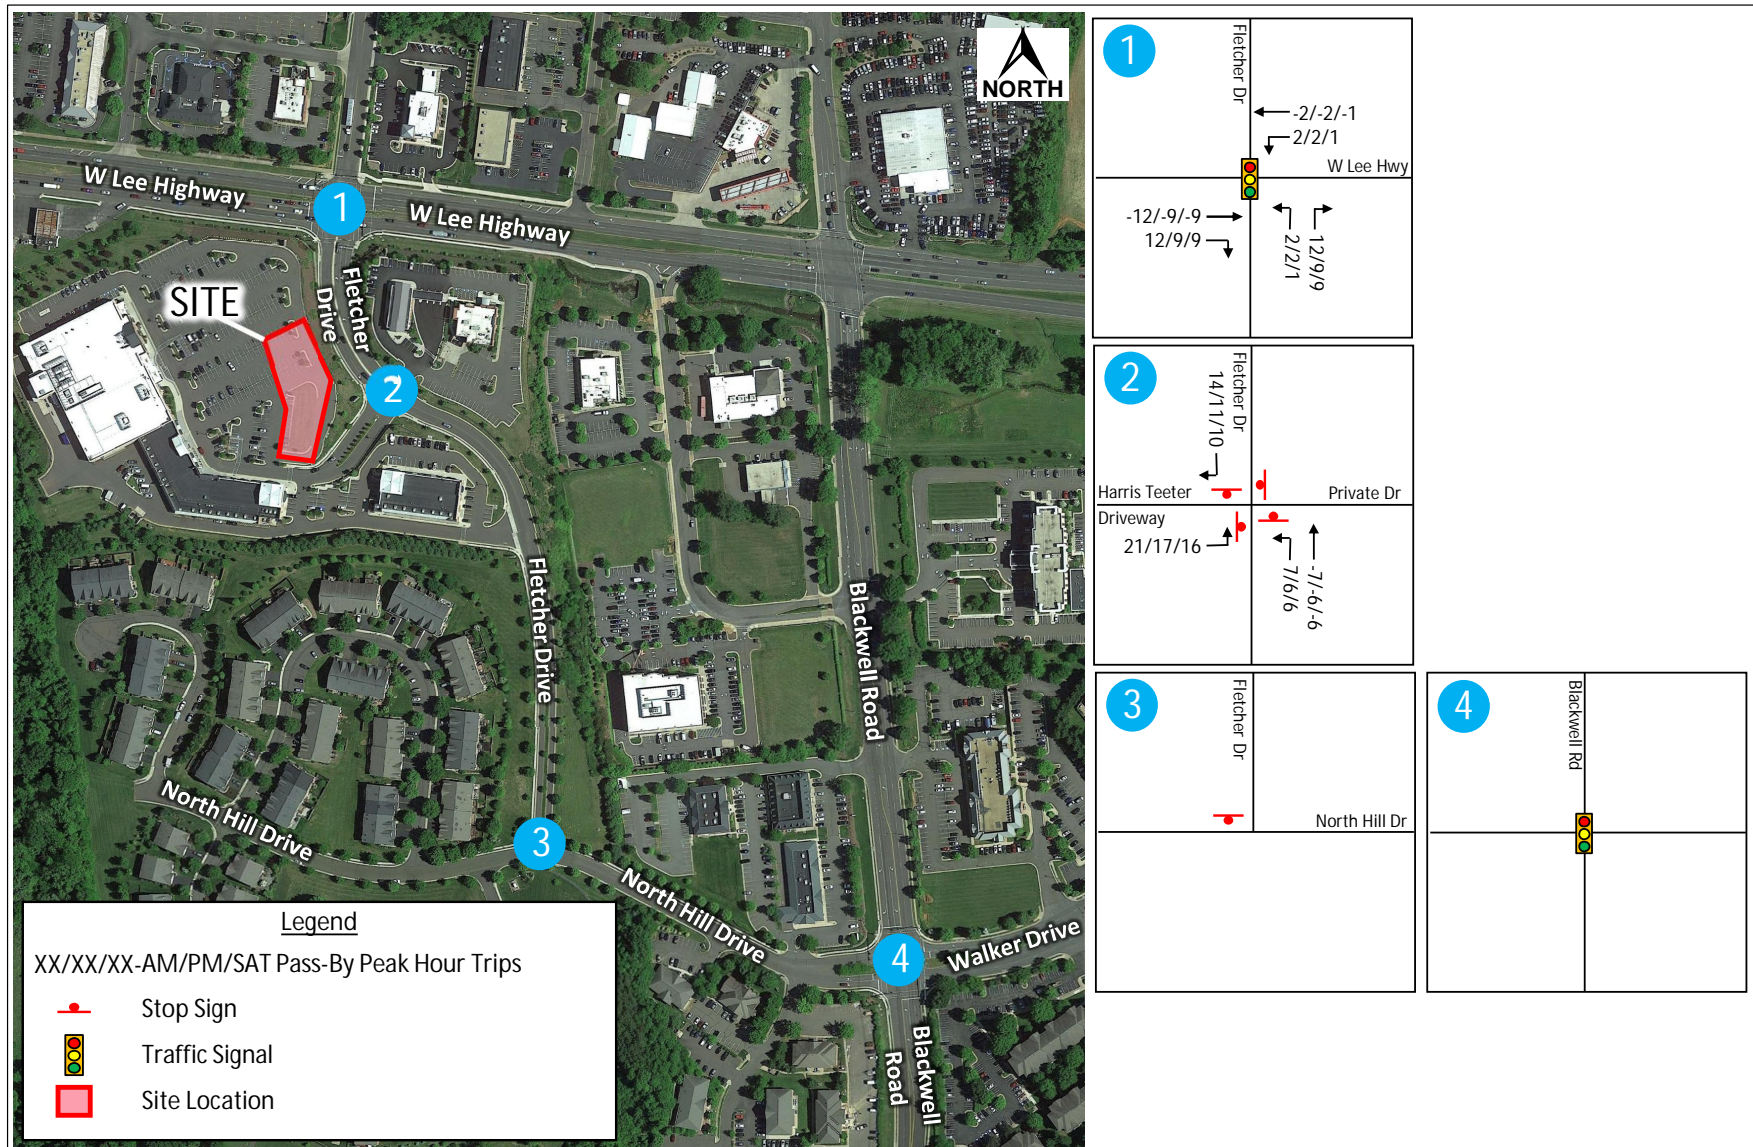 NORTH
W Lee Highway
1
W Lee Highway
SITE
Fletcher
Drive
2
Fletcher Drive
Blackwell Road
North Hill Drive
3
North Hill Drive
4
Walker Drive
Blackwell
Road
Legend
XX/XX/XX-AM/PM/SAT Pass-By Peak Hour Trips
Stop Sign
Traffic Signal
Site Location
1
Fletcher Dr
-2/-2/-1
2/2/1
W Lee Hwy
-12/-9/-9
12/9/9
2/2/1
12/9/9
2
Fletcher Dr
14/11/10
Harris Teeter
Driveway
Private Dr
21/17/16
7/6/6
-7/-6/-6
3
Fletcher Dr
North Hill Dr
4
Blackwell Rd